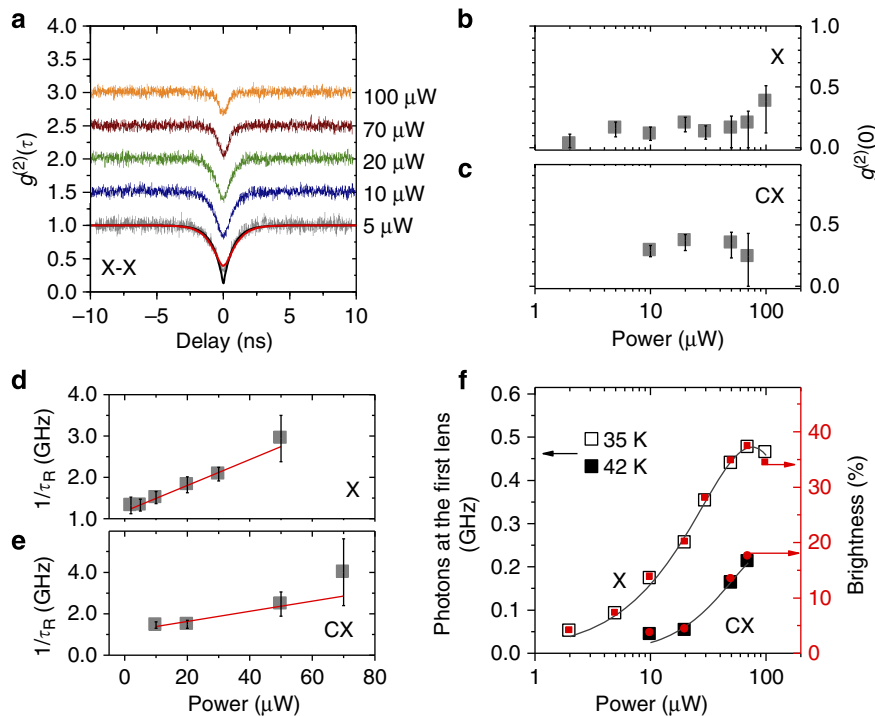 a
4.0
3.5
3.0
2.5
2.0
1.5
1.0
0.5
0.0
g(2)(τ)
100 μW
70 μW
20 μW
10 μW
5 μW
X-X
–10 –5 0 5 10
Delay (ns)
b
X
1.0
0.5
0.0
g(2)(0)
c
CX
1.0
0.5
0.0
1 10 100
Power (μW)
d
4.0
3.0
2.0
1.0
1/τR (GHz)
X
e
4.0
2.0
0.0
1/τR (GHz)
CX
0 20 40 60 80
Power (μW)
f
0.6
0.5
0.4
0.3
0.2
0.1
0.0
Photons at the first lens
(GHz)
35 K
42 K
X
CX
40
30
20
10
0
Brightness (%)
1 10 100
Power (μW)